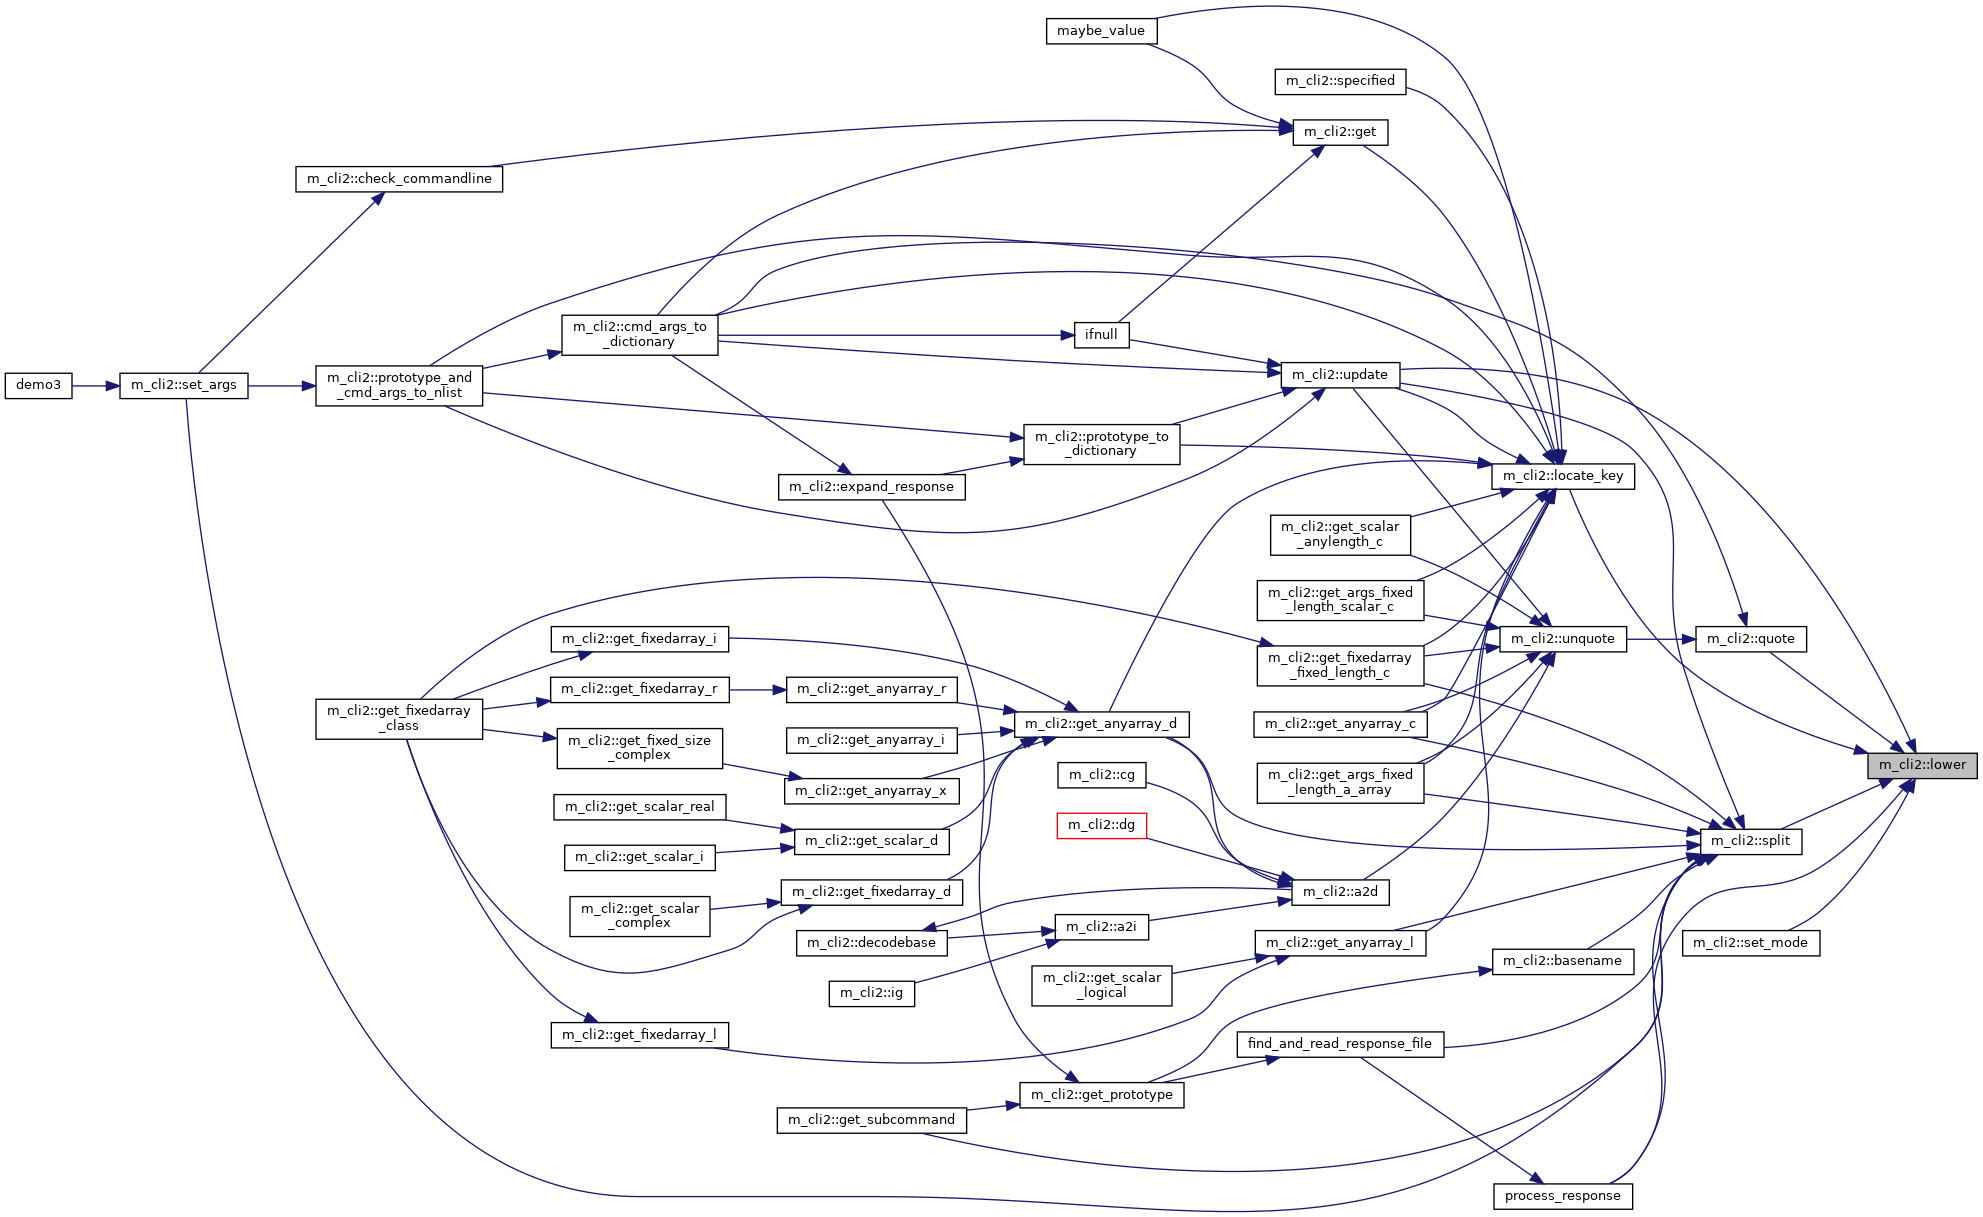 maybe_value
m_cli2::specified
m_cli2::get
m_cli2::check_commandline
m_cli2::cmd_args_to
_dictionary
ifnull
demo3
m_cli2::set_args
m_cli2::prototype_and
_cmd_args_to_nlist
m_cli2::update
m_cli2::prototype_to
_dictionary
m_cli2::expand_response
m_cli2::locate_key
m_cli2::get_scalar
_anylength_c
m_cli2::get_args_fixed
_length_scalar_c
m_cli2::get_fixedarray_i
m_cli2::unquote
m_cli2::quote
m_cli2::get_fixedarray
_fixed_length_c
m_cli2::get_fixedarray_r
m_cli2::get_anyarray_r
m_cli2::get_fixedarray
_class
m_cli2::get_anyarray_d
m_cli2::get_anyarray_c
m_cli2::get_fixed_size
_complex
m_cli2::get_anyarray_i
m_cli2::lower
m_cli2::cg
m_cli2::get_args_fixed
_length_a_array
m_cli2::get_anyarray_x
m_cli2::get_scalar_real
m_cli2::dg
m_cli2::get_scalar_d
m_cli2::split
m_cli2::get_scalar_i
m_cli2::get_fixedarray_d
m_cli2::a2d
m_cli2::get_scalar
_complex
m_cli2::a2i
m_cli2::decodebase
m_cli2::get_anyarray_l
m_cli2::set_mode
m_cli2::basename
m_cli2::get_scalar
_logical
m_cli2::ig
m_cli2::get_fixedarray_l
find_and_read_response_file
m_cli2::get_prototype
m_cli2::get_subcommand
process_response